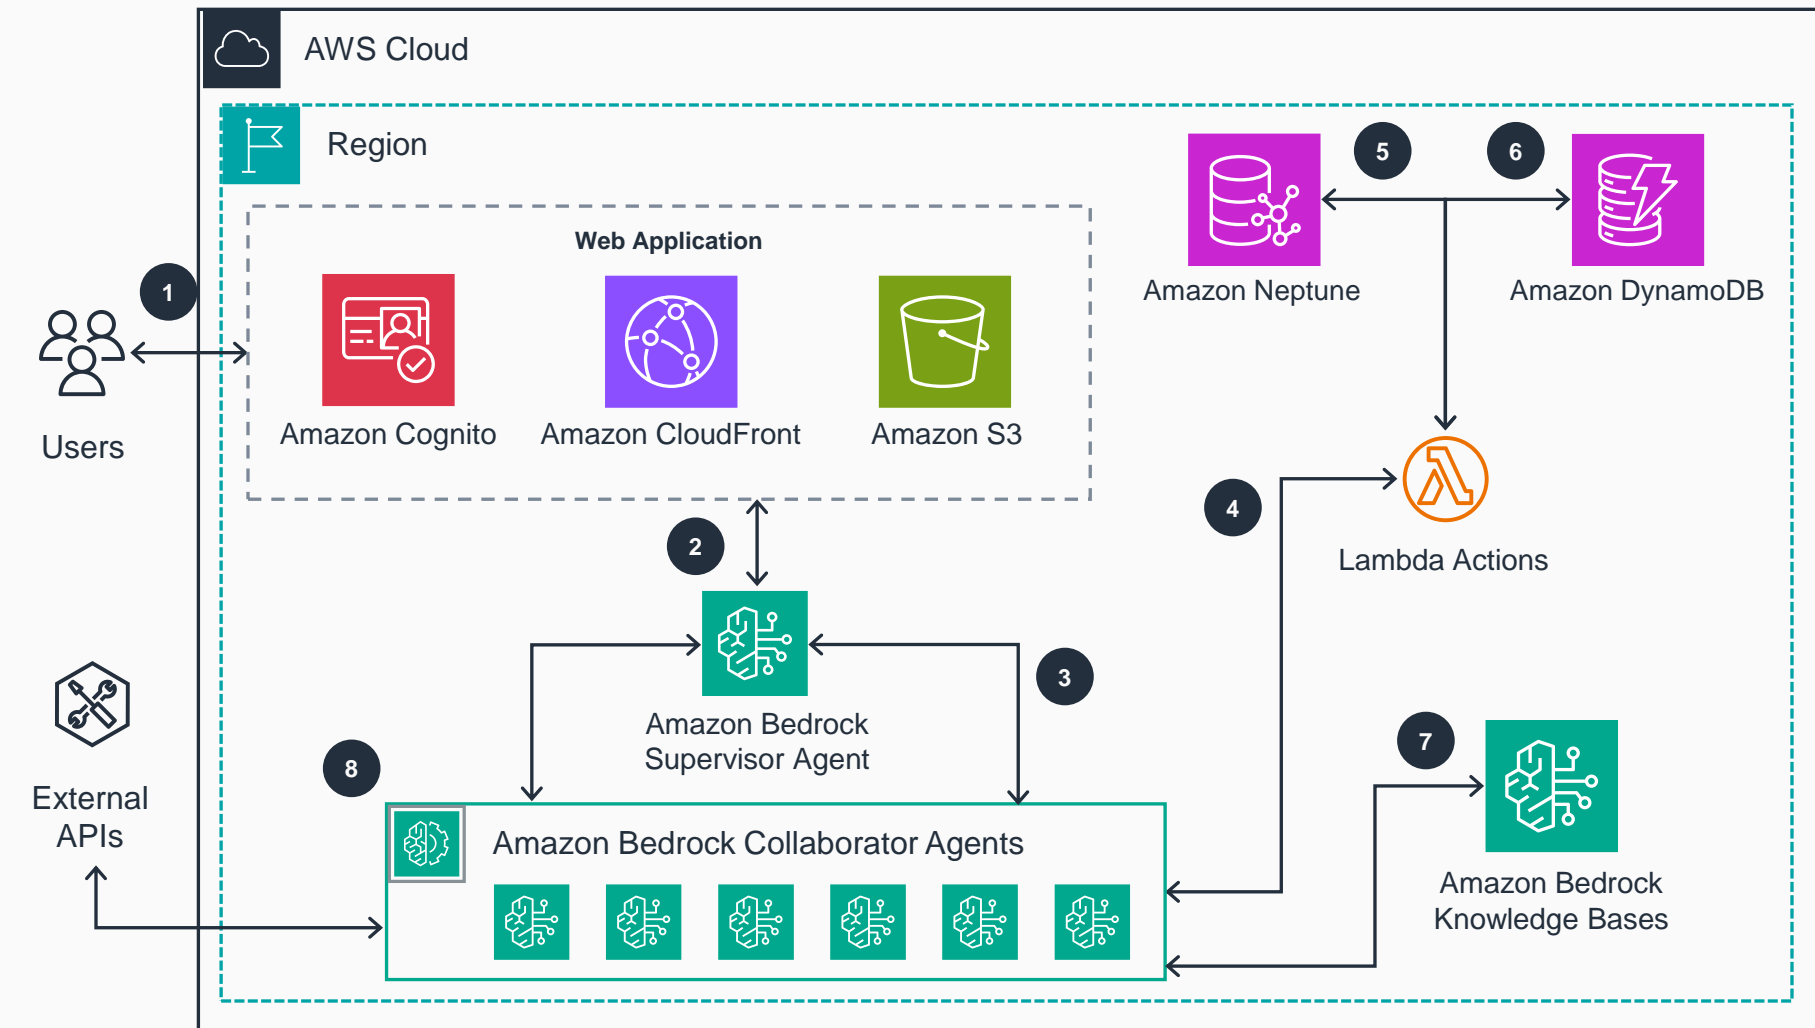 AWS Cloud
Region
Web Application
Amazon Cognito
Amazon CloudFront
Amazon S3
1
Users
2
Amazon Bedrock
Supervisor Agent
3
5
6
Amazon Neptune
Amazon DynamoDB
4
Lambda Actions
7
Amazon Bedrock
Knowledge Bases
8
External
APIs
Amazon Bedrock Collaborator Agents